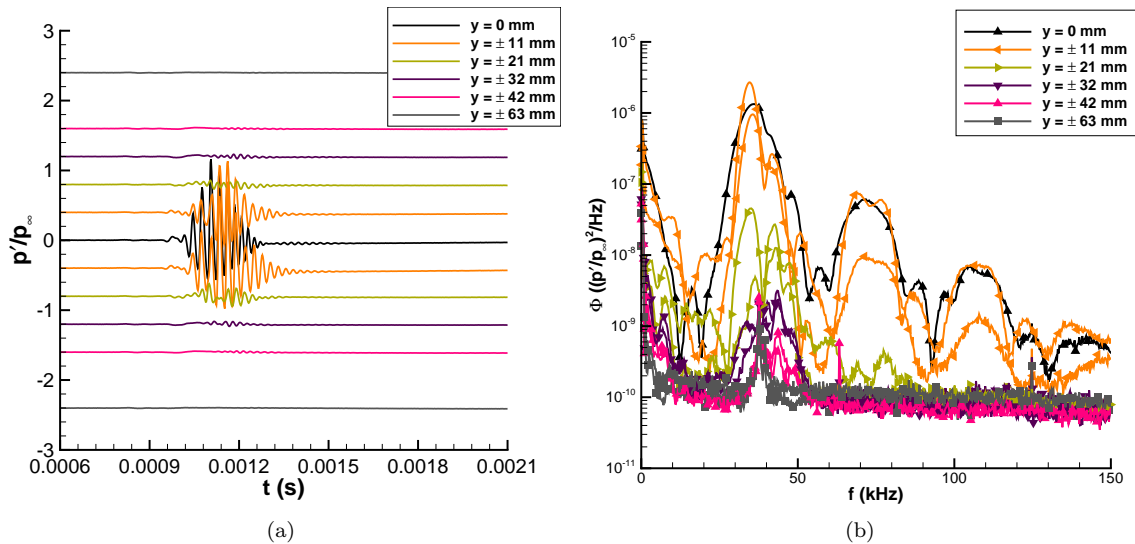 y = 0 mm
y = ± 11 mm
y = ± 21 mm
y = ± 32 mm
y = ± 42 mm
y = ± 63 mm
3
2
1
0
-1
-2
-3
p'/p∞
0.0006 0.0009 0.0012 0.0015 0.0018 0.0021
t (s)
(a)
y = 0 mm
y = ± 11 mm
y = ± 21 mm
y = ± 32 mm
y = ± 42 mm
y = ± 63 mm
10⁻⁵
10⁻⁶
10⁻⁷
10⁻⁸
10⁻⁹
10⁻¹⁰
10⁻¹¹
Φ ((p'/p∞)²/Hz)
0 50 100 150
f (kHz)
(b)